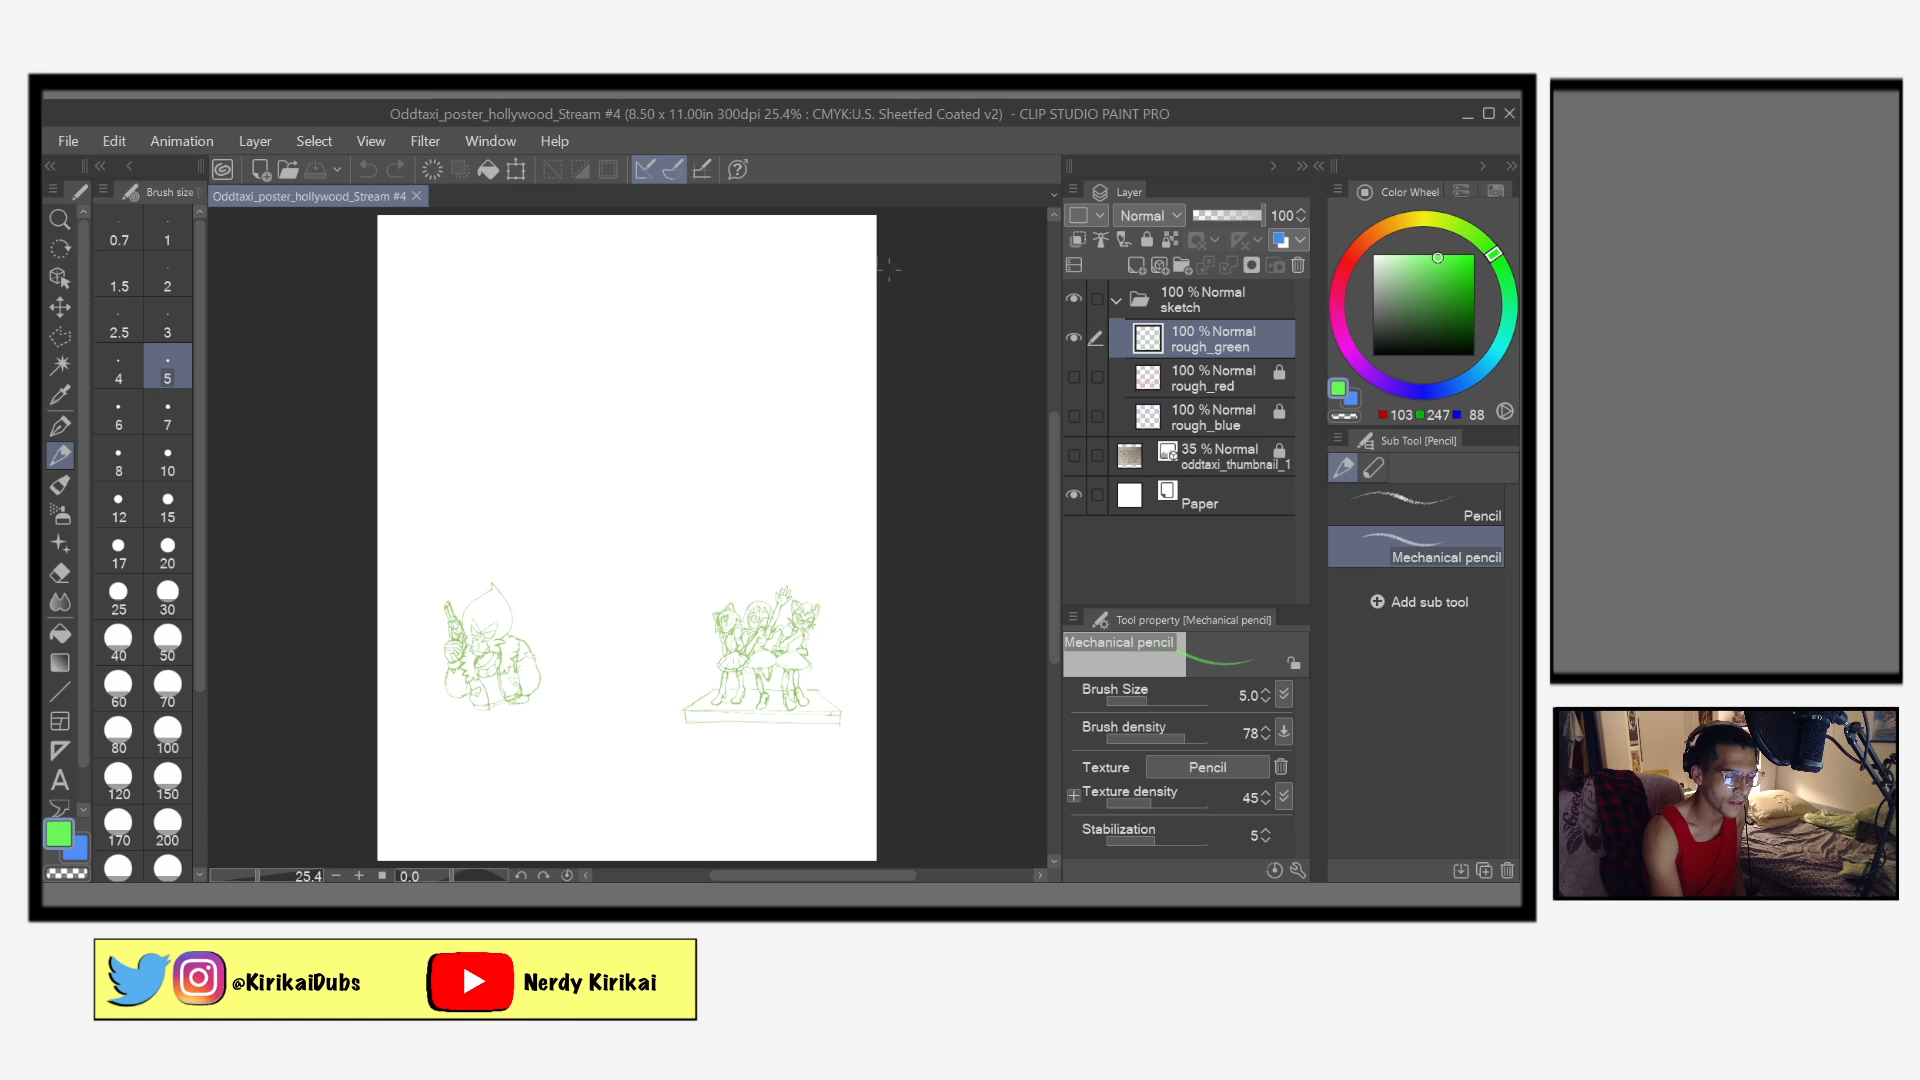 Oddtaxi_poster_hollywood_Stream #4 (8.50 x 11.00in 300dpi 25.4% : CMYK:U.S. Sheetfed Coated v2)  - CLIP STUDIO PAINT PRO
File Edit Animation Layer Select View Filter Window Help
Brush size
Oddtaxi_poster_hollywood_Stream #4
0.7 1
1.5 2
2.5 3
4 5
6 7
8 10
12 15
17 20
25 30
40 50
60 70
80 100
120 150
170 200
A
25.4 0.0
Layer
Normal 100
100 % Normal
sketch
100 % Normal
rough_green
100 % Normal
rough_red
100 % Normal
rough_blue
35 % Normal
oddtaxi_thumbnail_1
Paper
Tool property [Mechanical pencil]
Mechanical pencil
Brush Size 5.0
Brush density 78
Texture Pencil
Texture density 45
Stabilization 5
Color Wheel
103 247 88
Sub Tool [Pencil]
Pencil
Mechanical pencil
Add sub tool
@KirikaiDubs
Nerdy Kirikai